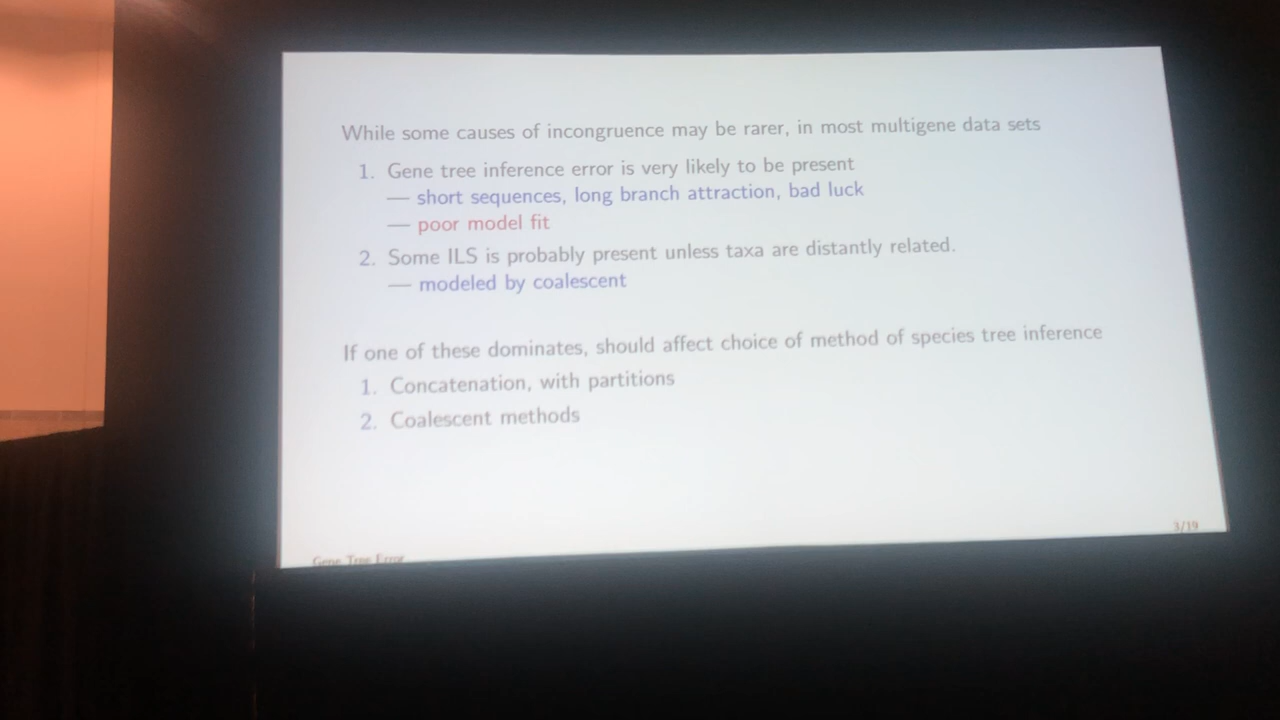 While some causes of incongruence may be rarer, in most multigene data sets
1. Gene tree inference error is very likely to be present
— short sequences, long branch attraction, bad luck
— poor model fit
2. Some ILS is probably present unless taxa are distantly related.
— modeled by coalescent
If one of these dominates, should affect choice of method of species tree inference
1. Concatenation, with partitions
2. Coalescent methods
3/19
Gene Tree Error